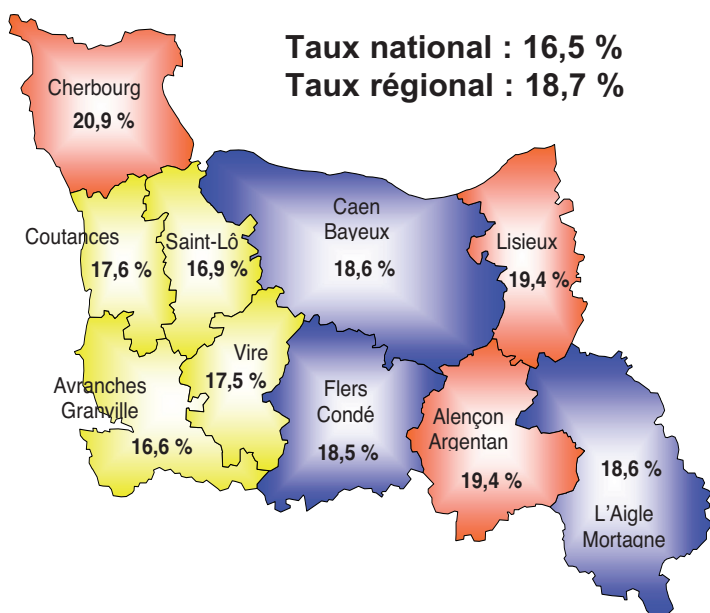 Taux national : 16,5 %
Taux régional : 18,7 %
Cherbourg
20,9 %
Coutances
17,6 %
Saint-Lô
16,9 %
Caen
Bayeux
18,6 %
Lisieux
19,4 %
Avranches
Granville
16,6 %
Vire
17,5 %
Flers
Condé
18,5 %
Alençon
Argentan
19,4 %
18,6 %
L'Aigle
Mortagne